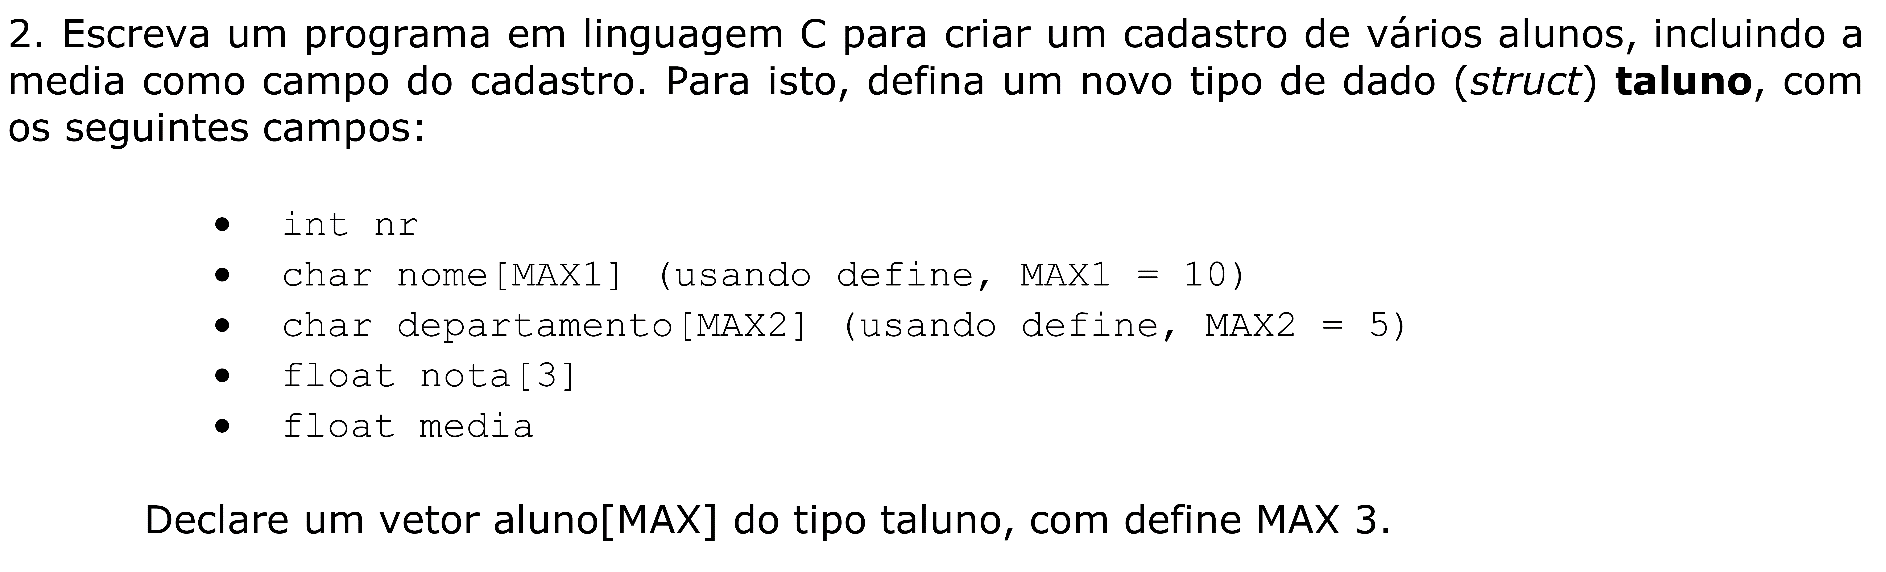 2. Escreva um programa em linguagem C para criar um cadastro de vários alunos, incluindo a
media como campo do cadastro. Para isto, defina um novo tipo de dado (struct) taluno, com
os seguintes campos:
• int nr
• char nome[MAX1] (usando define, MAX1 = 10)
• char departamento[MAX2] (usando define, MAX2 = 5)
• float nota[3]
• float media
Declare um vetor aluno[MAX] do tipo taluno, com define MAX 3.